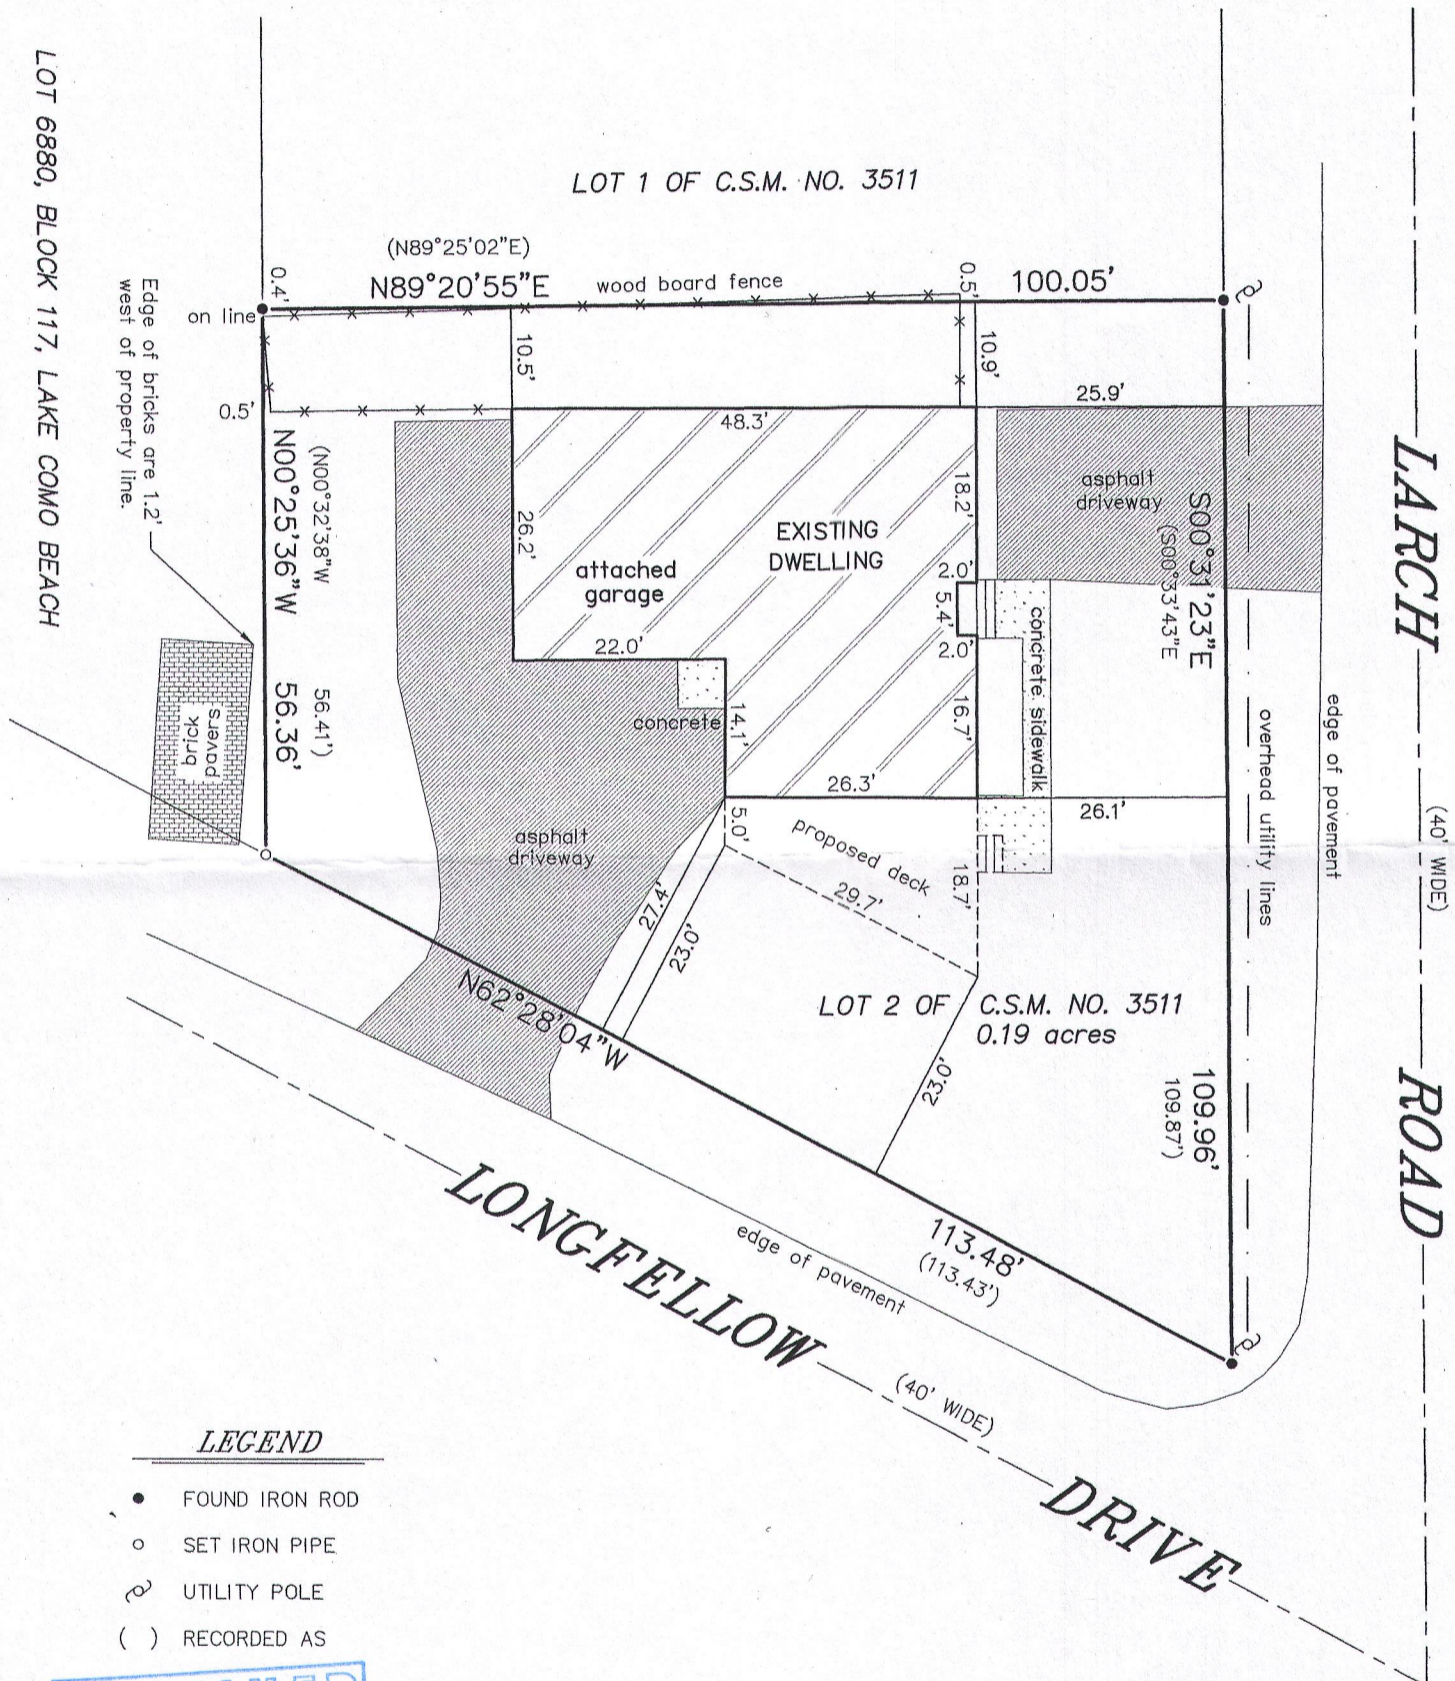 LOT 1 OF C.S.M. NO. 3511
(N89°25'02"E)
N89°20'55"E
wood board fence
100.05'
0.4'
0.5'
on line
10.5'
10.9'
25.9'
0.5'
48.3'
LOT 6880, BLOCK 117, LAKE COMO BEACH
Edge of bricks are 1.2'
west of property line.
(N00°32'38"W
56.41')
N00°25'36"W
56.36'
brick
pavers
26.2'
attached
garage
EXISTING
DWELLING
18.2'
2.0'
5.4'
2.0'
16.7'
22.0'
14.1'
concrete
26.3'
asphalt
driveway
concrete sidewalk
S00°31'23"E
(S00°33'43"E
109.96'
109.87')
26.1'
overhead utility lines
edge of pavement
LARCH
(40' WIDE)
ROAD
5.0'
proposed deck
29.7'
18.7'
asphalt
driveway
27.4'
23.0'
23.0'
LOT 2 OF C.S.M. NO. 3511
0.19 acres
N62°28'04"W
113.48'
(113.43')
edge of pavement
LONGFELLOW
(40' WIDE)
DRIVE
LEGEND
FOUND IRON ROD
SET IRON PIPE
UTILITY POLE
( ) RECORDED AS